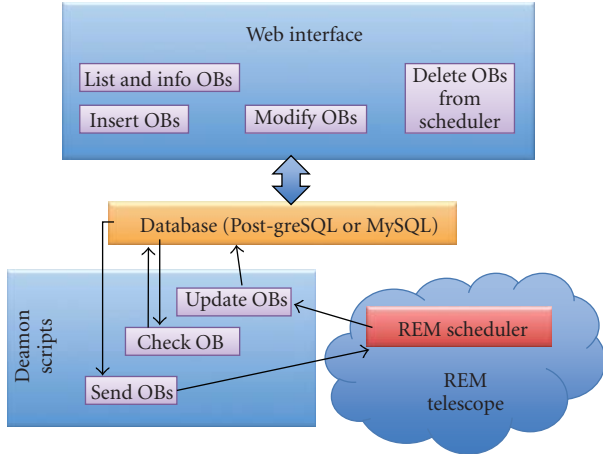 Web interface
List and info OBs
Insert OBs
Modify OBs
Delete OBs
from
scheduler
Database (Post-greSQL or MySQL)
Deamon
scripts
Update OBs
Check OB
Send OBs
REM scheduler
REM
telescope